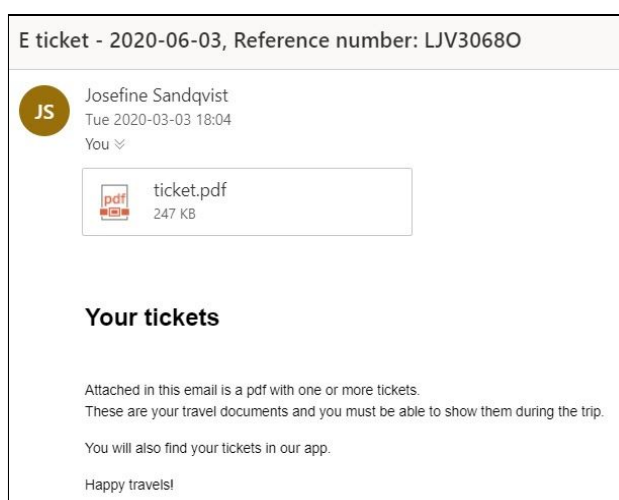 E ticket - 2020-06-03, Reference number: LJV3068O
JS
Josefine Sandqvist
Tue 2020-03-03 18:04
You
pdf
ticket.pdf
247 KB
Your tickets
Attached in this email is a pdf with one or more tickets.
These are your travel documents and you must be able to show them during the trip.
You will also find your tickets in our app.
Happy travels!